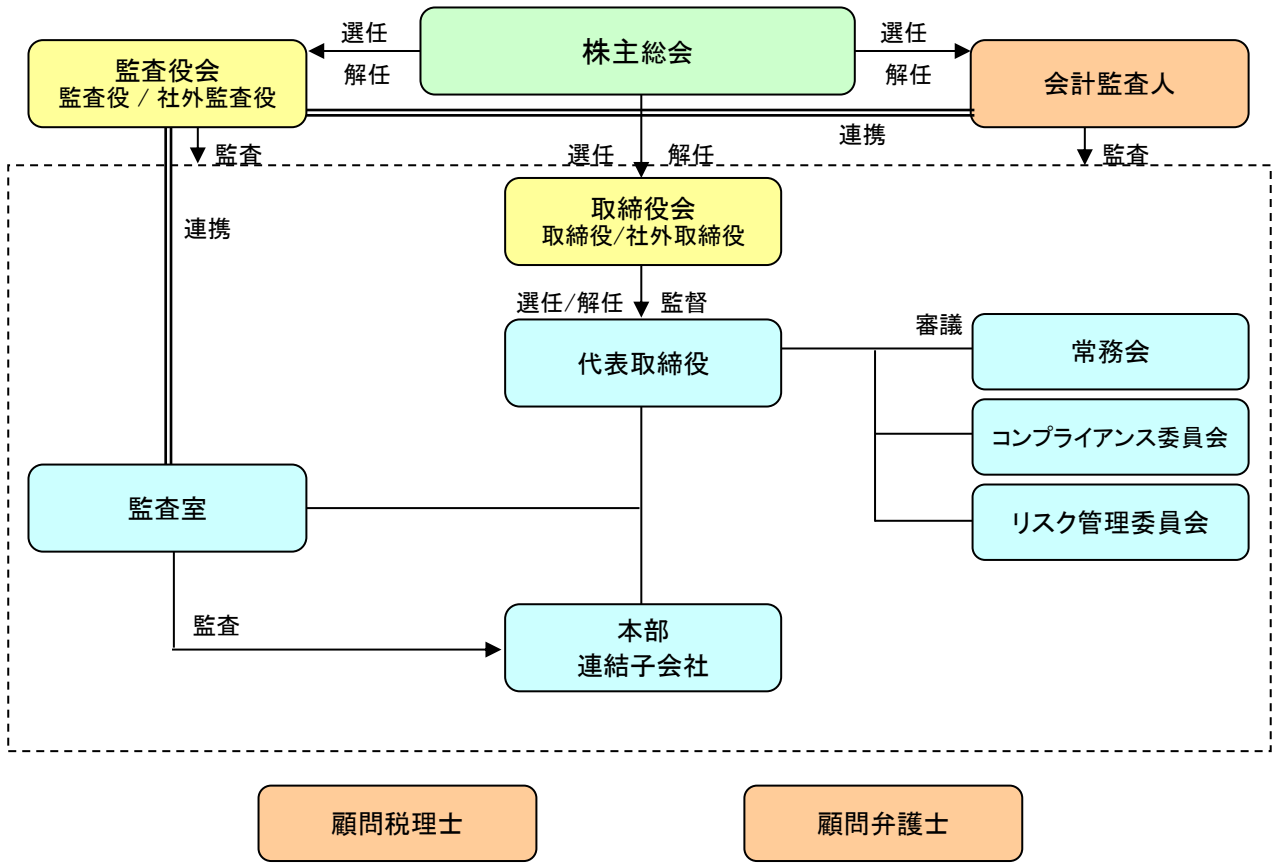 選任
株主総会
選任
監査役会
監査役 / 社外監査役
解任
解任
会計監査人
連携
監査
選任
解任
監査
取締役会
取締役/社外取締役
連携
選任/解任
監督
審議
代表取締役
常務会
コンプライアンス委員会
監査室
リスク管理委員会
監査
本部
連結子会社
顧問税理士
顧問弁護士